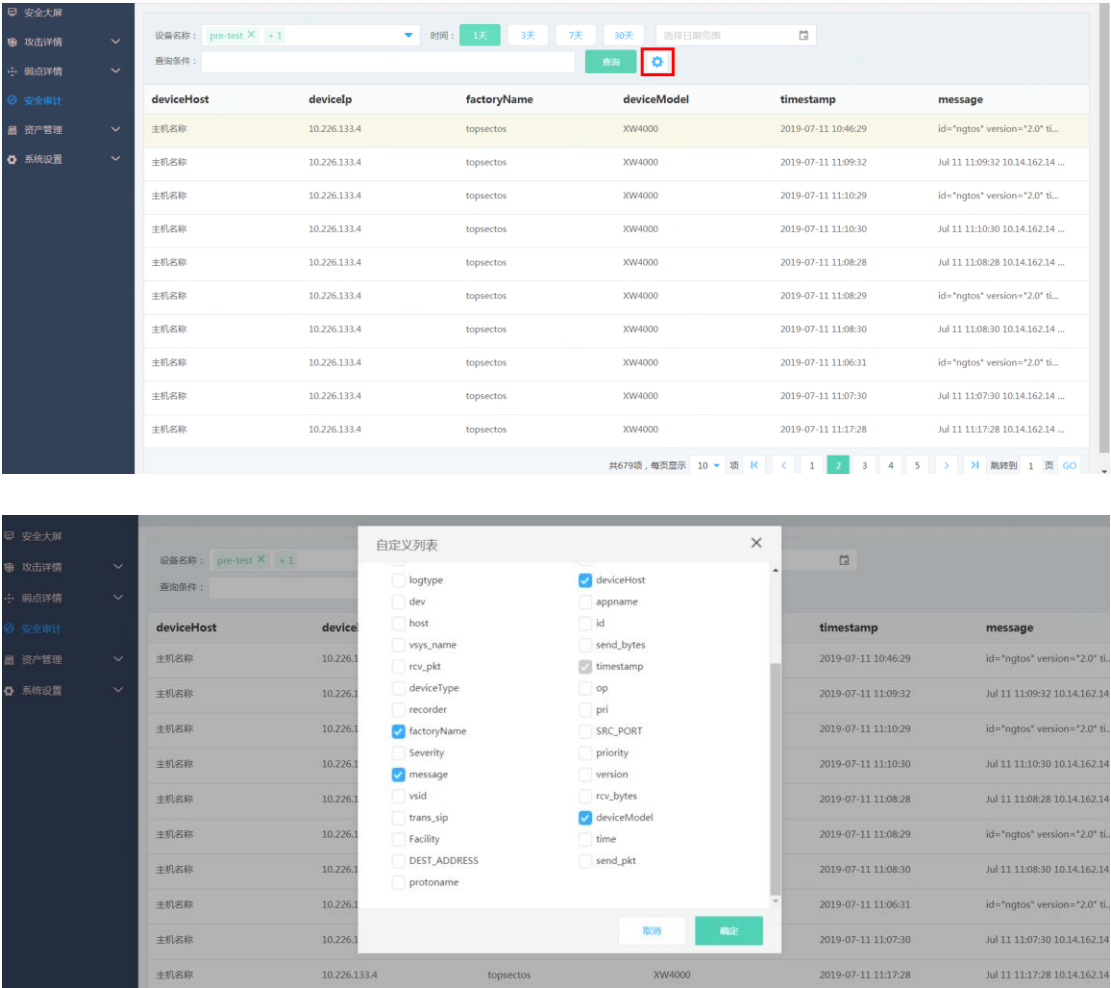 安全大屏
攻击详情
弱点详情
安全审计
资产管理
系统设置
设备名称： pre-test × + 1 时间： 1天 3天 7天 30天 选择日期范围
查询条件： 查询
deviceHost deviceIp factoryName deviceModel timestamp message
主机名称 10.226.133.4 topsectos XW4000 2019-07-11 10:46:29 id="ngtos" version="2.0" ti...
主机名称 10.226.133.4 topsectos XW4000 2019-07-11 11:09:32 Jul 11 11:09:32 10.14.162.14 ...
主机名称 10.226.133.4 topsectos XW4000 2019-07-11 11:10:29 id="ngtos" version="2.0" ti...
主机名称 10.226.133.4 topsectos XW4000 2019-07-11 11:10:30 Jul 11 11:10:30 10.14.162.14 ...
主机名称 10.226.133.4 topsectos XW4000 2019-07-11 11:08:28 Jul 11 11:08:28 10.14.162.14 ...
主机名称 10.226.133.4 topsectos XW4000 2019-07-11 11:08:29 id="ngtos" version="2.0" ti...
主机名称 10.226.133.4 topsectos XW4000 2019-07-11 11:08:30 Jul 11 11:08:30 10.14.162.14 ...
主机名称 10.226.133.4 topsectos XW4000 2019-07-11 11:06:31 id="ngtos" version="2.0" ti...
主机名称 10.226.133.4 topsectos XW4000 2019-07-11 11:07:30 Jul 11 11:07:30 10.14.162.14 ...
主机名称 10.226.133.4 topsectos XW4000 2019-07-11 11:17:28 Jul 11 11:17:28 10.14.162.14 ...
共679项，每页显示 10 项 1 2 3 4 5 跳转到 1 页 GO
安全大屏
攻击详情
弱点详情
安全审计
资产管理
系统设置
设备名称： pre-test × + 1
查询条件：
自定义列表 ×
logtype deviceHost
dev appname
host id
vsys_name send_bytes
rcv_pkt timestamp
deviceType op
recorder pri
factoryName SRC_PORT
Severity priority
message version
vsid rcv_bytes
trans_sip deviceModel
Facility time
DEST_ADDRESS send_pkt
protoname
取消 确定
deviceHost device timestamp message
主机名称 10.226.1 2019-07-11 10:46:29 id="ngtos" version="2.0" ti..
主机名称 10.226.1 2019-07-11 11:09:32 Jul 11 11:09:32 10.14.162.14
主机名称 10.226.1 2019-07-11 11:10:29 id="ngtos" version="2.0" ti..
主机名称 10.226.1 2019-07-11 11:10:30 Jul 11 11:10:30 10.14.162.14
主机名称 10.226.1 2019-07-11 11:08:28 Jul 11 11:08:28 10.14.162.14
主机名称 10.226.1 2019-07-11 11:08:29 id="ngtos" version="2.0" ti..
主机名称 10.226.1 2019-07-11 11:08:30 Jul 11 11:08:30 10.14.162.14
主机名称 10.226.1 2019-07-11 11:06:31 id="ngtos" version="2.0" ti..
主机名称 10.226.1 2019-07-11 11:07:30 Jul 11 11:07:30 10.14.162.14
主机名称 10.226.133.4 topsectos XW4000 2019-07-11 11:17:28 Jul 11 11:17:28 10.14.162.14